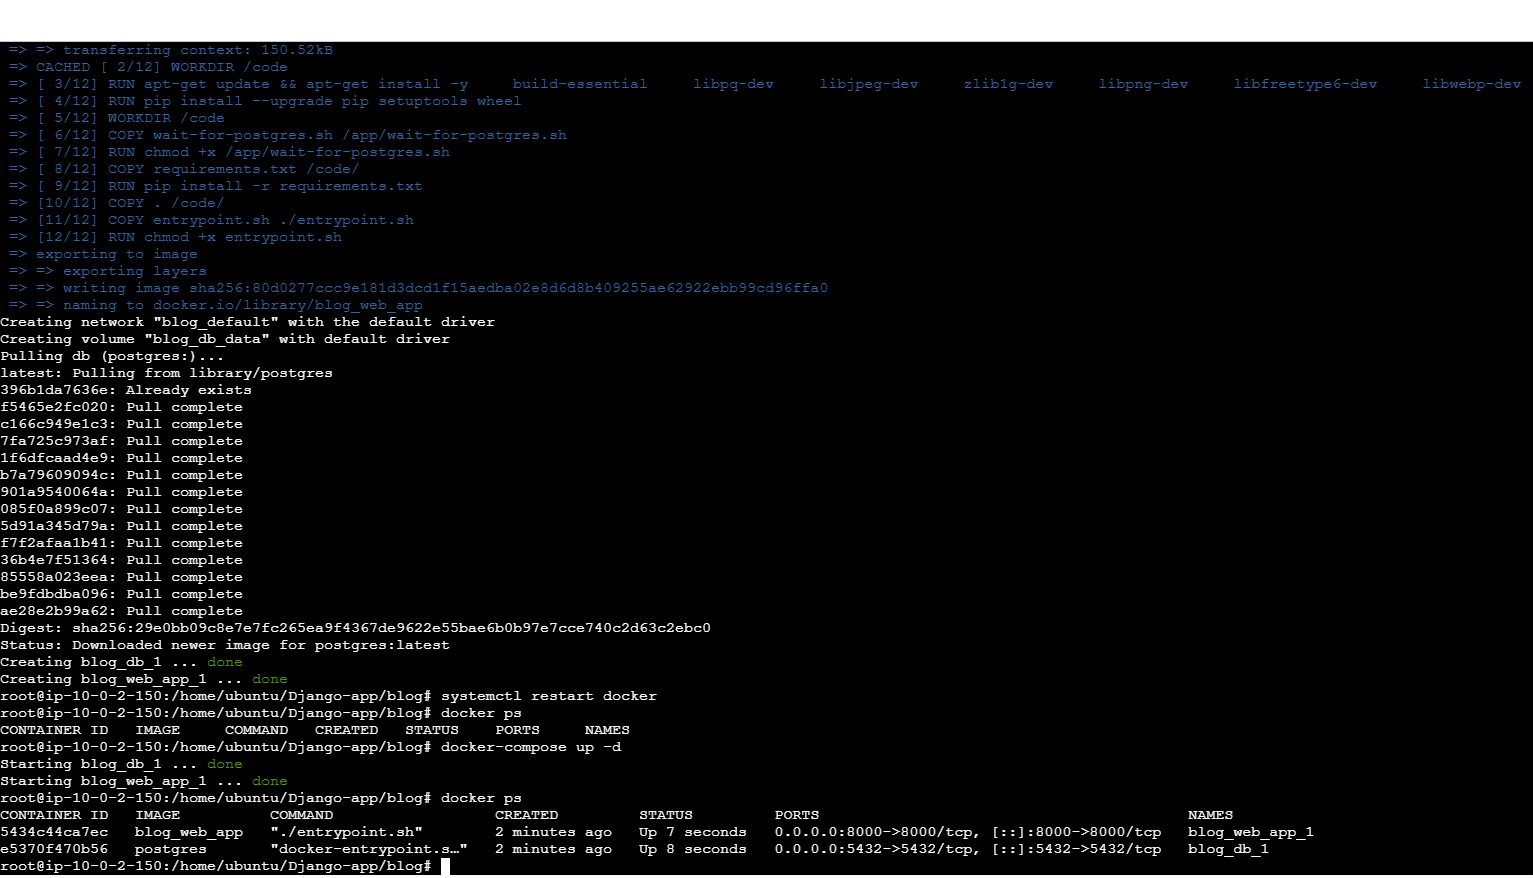 => => transferring context: 150.52kB
=> CACHED [ 2/12] WORKDIR /code
=> [ 3/12] RUN apt-get update && apt-get install -y     build-essential     libpq-dev     libjpeg-dev     zlib1g-dev     libpng-dev     libfreetype6-dev     libwebp-dev
=> [ 4/12] RUN pip install --upgrade pip setuptools wheel
=> [ 5/12] WORKDIR /code
=> [ 6/12] COPY wait-for-postgres.sh /app/wait-for-postgres.sh
=> [ 7/12] RUN chmod +x /app/wait-for-postgres.sh
=> [ 8/12] COPY requirements.txt /code/
=> [ 9/12] RUN pip install -r requirements.txt
=> [10/12] COPY . /code/
=> [11/12] COPY entrypoint.sh ./entrypoint.sh
=> [12/12] RUN chmod +x entrypoint.sh
=> exporting to image
=> => exporting layers
=> => writing image sha256:80d0277ccc9e181d3dcd1f15aedba02e8d6d8b409255ae62922ebb99cd96ffa0
=> => naming to docker.io/library/blog_web_app
Creating network "blog_default" with the default driver
Creating volume "blog_db_data" with default driver
Pulling db (postgres:)...
latest: Pulling from library/postgres
396b1da7636e: Already exists
f5465e2fc020: Pull complete
c166c949e1c3: Pull complete
7fa725c973af: Pull complete
1f6dfcaad4e9: Pull complete
b7a79609094c: Pull complete
901a9540064a: Pull complete
085f0a899c07: Pull complete
5d91a345d79a: Pull complete
f7f2afaa1b41: Pull complete
36b4e7f51364: Pull complete
85558a023eea: Pull complete
be9fdbdba096: Pull complete
ae28e2b99a62: Pull complete
Digest: sha256:29e0bb09c8e7e7fc265ea9f4367de9622e55bae6b0b97e7cce740c2d63c2ebc0
Status: Downloaded newer image for postgres:latest
Creating blog_db_1 ... done
Creating blog_web_app_1 ... done
root@ip-10-0-2-150:/home/ubuntu/Django-app/blog# systemctl restart docker
root@ip-10-0-2-150:/home/ubuntu/Django-app/blog# docker ps
CONTAINER ID   IMAGE     COMMAND   CREATED   STATUS    PORTS     NAMES
root@ip-10-0-2-150:/home/ubuntu/Django-app/blog# docker-compose up -d
Starting blog_db_1 ... done
Starting blog_web_app_1 ... done
root@ip-10-0-2-150:/home/ubuntu/Django-app/blog# docker ps
CONTAINER ID   IMAGE          COMMAND                  CREATED         STATUS         PORTS                                         NAMES
5434c44ca7ec   blog_web_app   "./entrypoint.sh"        2 minutes ago   Up 7 seconds   0.0.0.0:8000->8000/tcp, [::]:8000->8000/tcp   blog_web_app_1
e5370f470b56   postgres       "docker-entrypoint.s…"   2 minutes ago   Up 8 seconds   0.0.0.0:5432->5432/tcp, [::]:5432->5432/tcp   blog_db_1
root@ip-10-0-2-150:/home/ubuntu/Django-app/blog#